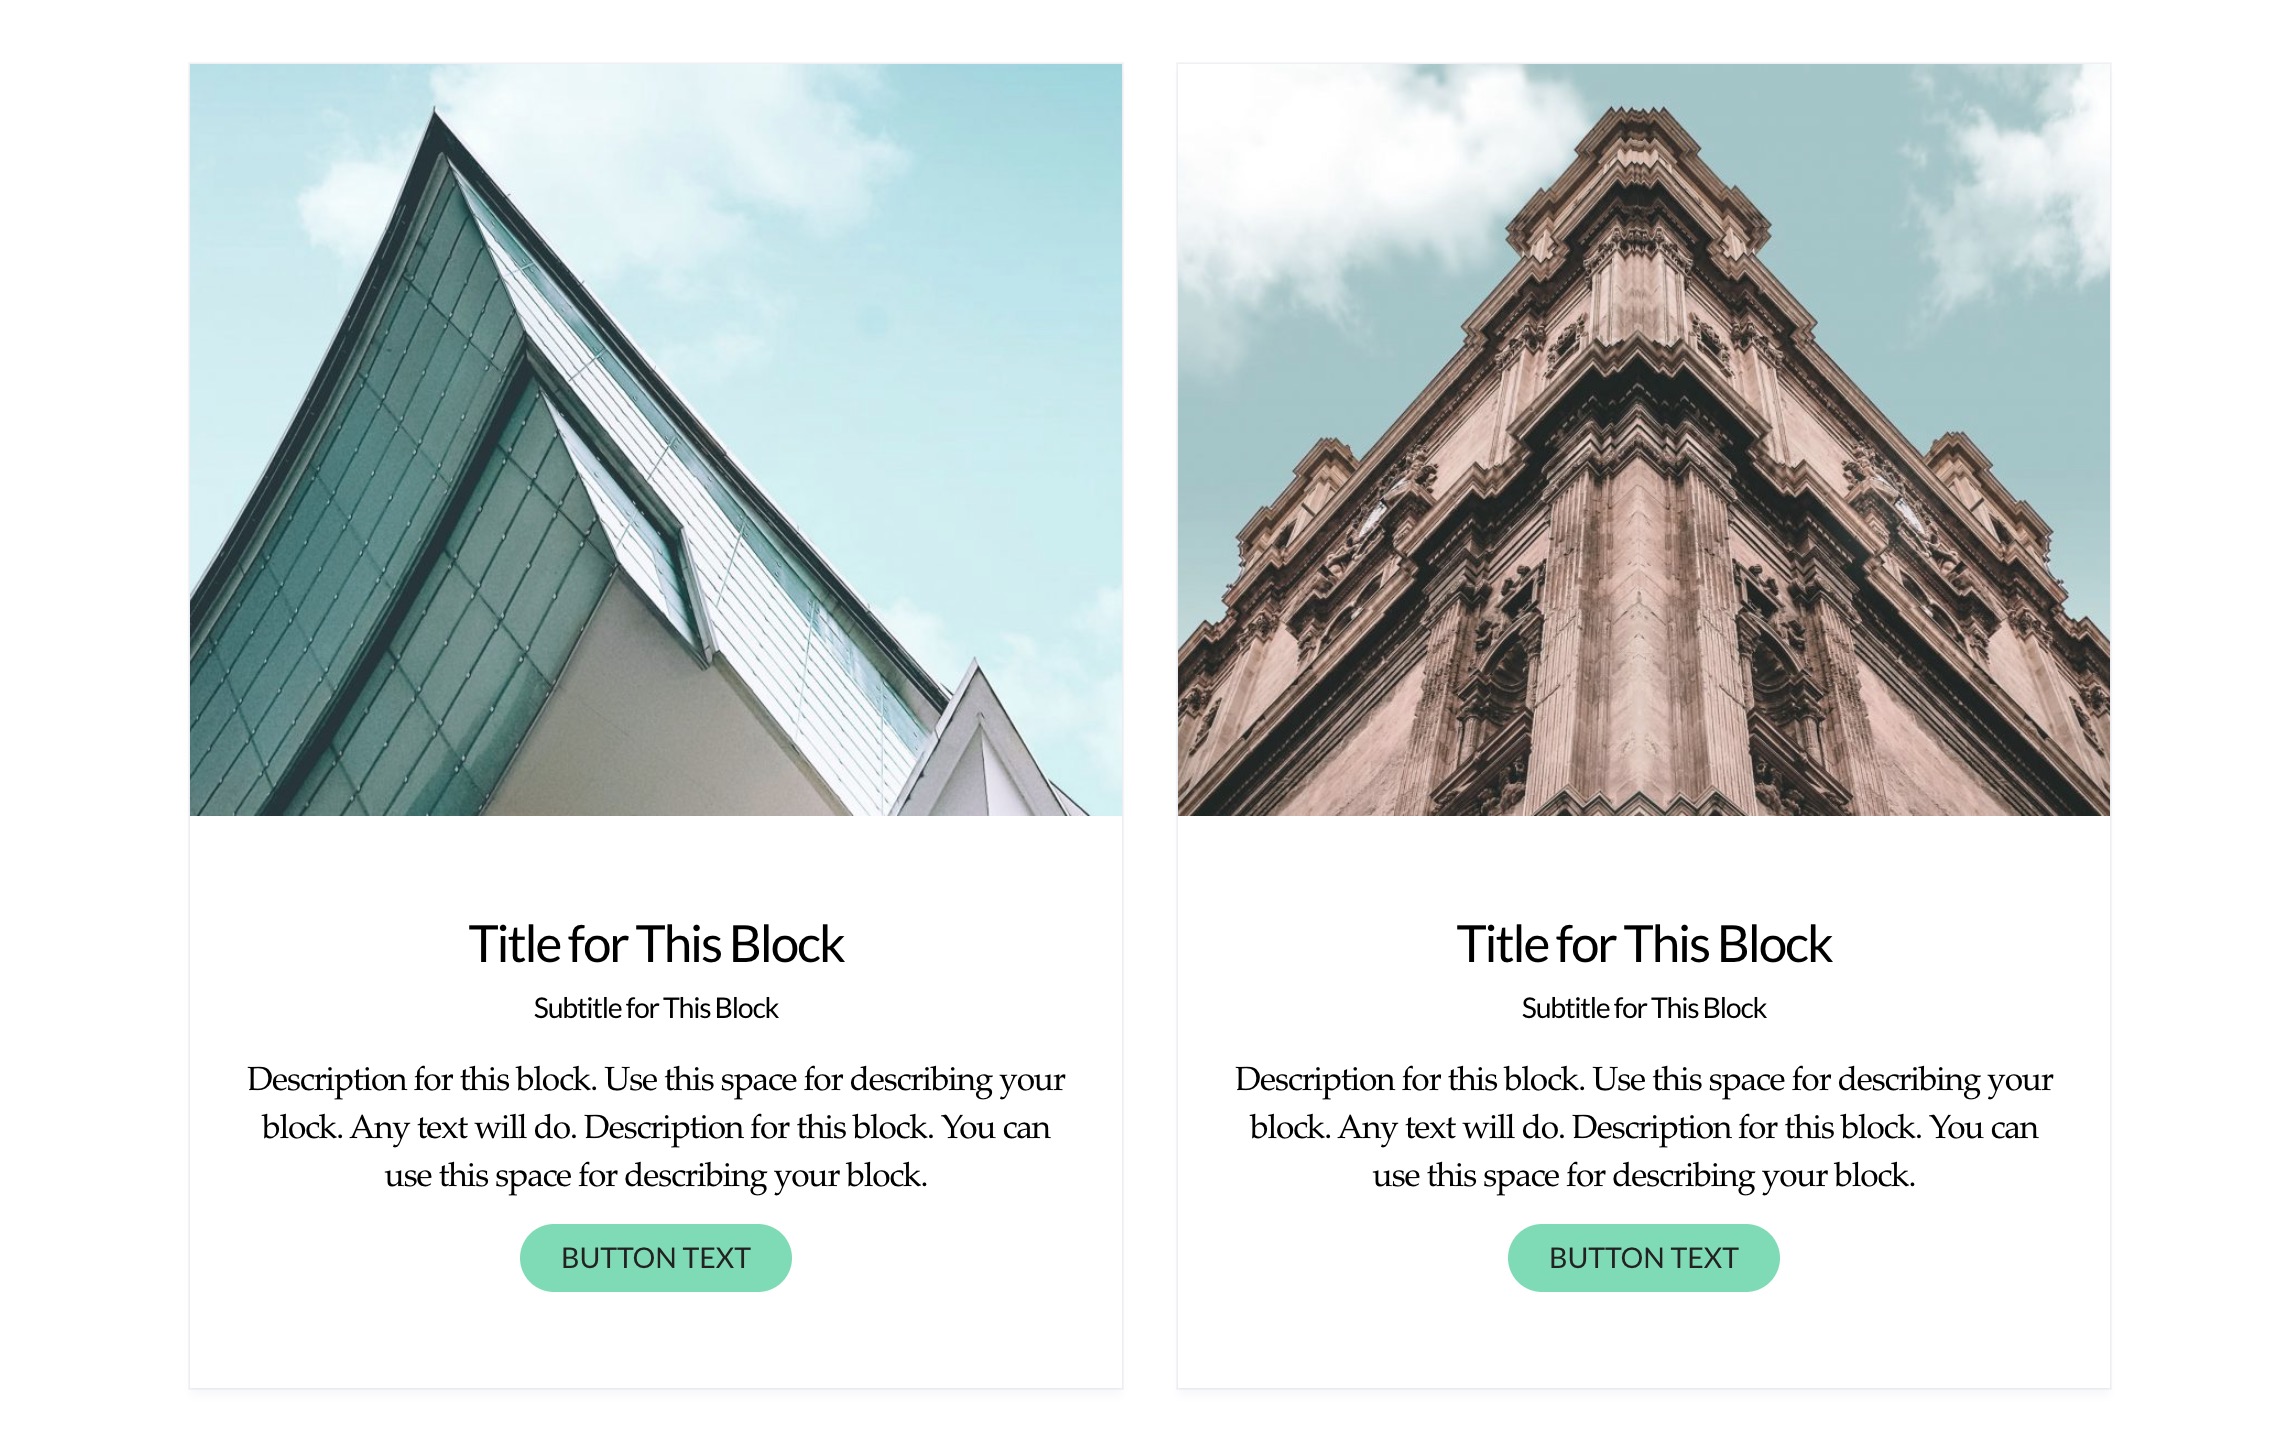 Title for This Block
Subtitle for This Block
Description for this block. Use this space for describing your
block. Any text will do. Description for this block. You can
use this space for describing your block.
BUTTON TEXT
Title for This Block
Subtitle for This Block
Description for this block. Use this space for describing your
block. Any text will do. Description for this block. You can
use this space for describing your block.
BUTTON TEXT